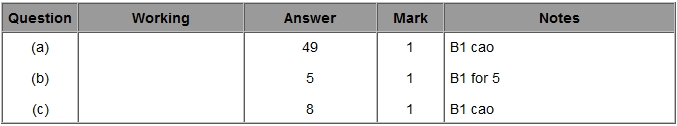 Question Working Answer Mark Notes
(a) 49 1 B1 cao
(b) 5 1 B1 for 5
(c) 8 1 B1 cao